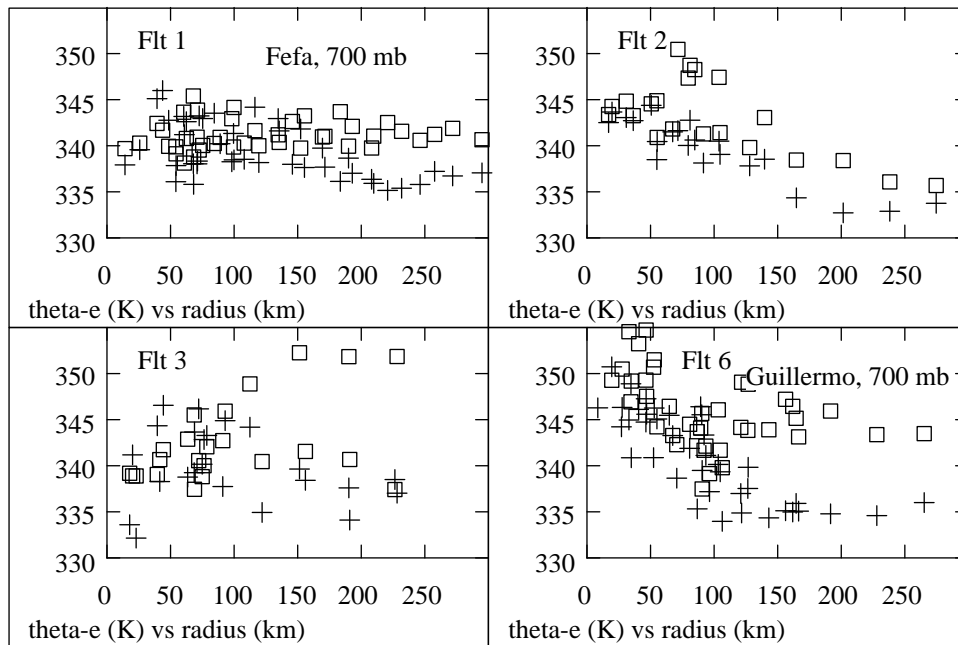 Flt 1
Fefa, 700 mb
350
345
340
335
330
0 50 100 150 200 250
theta-e (K) vs radius (km)
Flt 2
350
345
340
335
330
0 50 100 150 200 250
theta-e (K) vs radius (km)
Flt 3
350
345
340
335
330
0 50 100 150 200 250
theta-e (K) vs radius (km)
Flt 6
Guillermo, 700 mb
350
345
340
335
330
0 50 100 150 200 250
theta-e (K) vs radius (km)